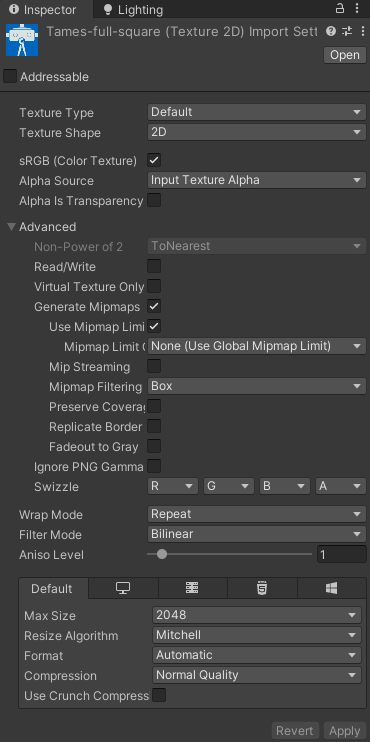 Inspector Lighting
Tames-full-square (Texture 2D) Import Sett
Open
Addressable
Texture Type Default
Texture Shape 2D
sRGB (Color Texture)
Alpha Source Input Texture Alpha
Alpha Is Transparency
Advanced
Non-Power of 2 ToNearest
Read/Write
Virtual Texture Only
Generate Mipmaps
Use Mipmap Limi
Mipmap Limit G None (Use Global Mipmap Limit)
Mip Streaming
Mipmap Filtering Box
Preserve Coverag
Replicate Border
Fadeout to Gray
Ignore PNG Gamma
Swizzle R G B A
Wrap Mode Repeat
Filter Mode Bilinear
Aniso Level 1
Default
Max Size 2048
Resize Algorithm Mitchell
Format Automatic
Compression Normal Quality
Use Crunch Compress
Revert Apply